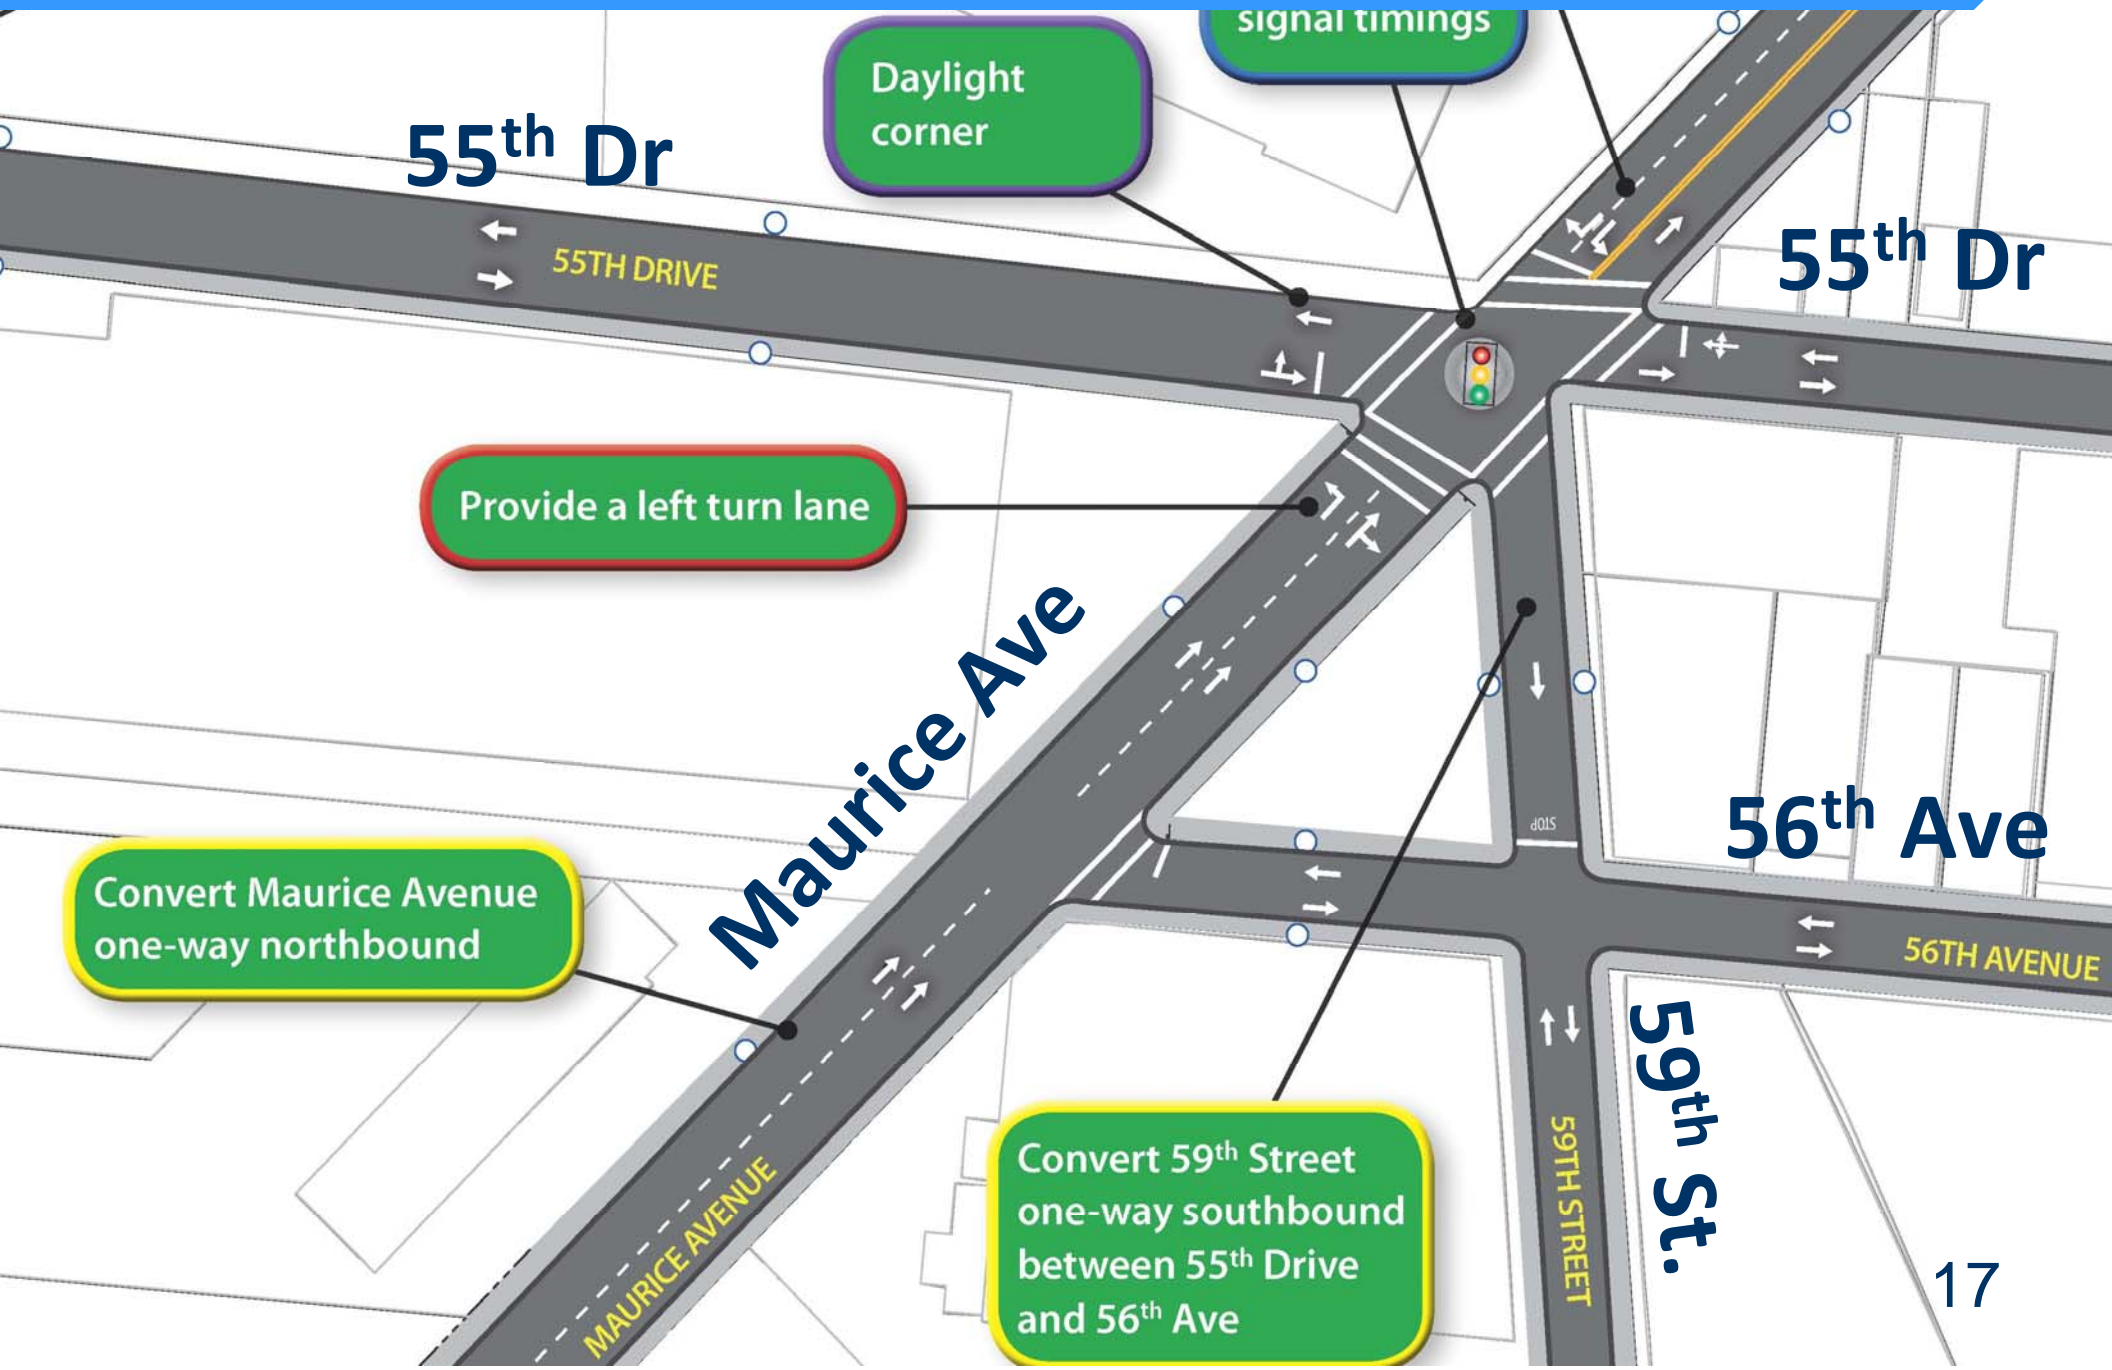 signal timings
Daylight
corner
55th Dr
55TH DRIVE
55th Dr
Provide a left turn lane
Maurice Ave
STOP
56th Ave
Convert Maurice Avenue
one-way northbound
56TH AVENUE
59th St.
59TH STREET
MAURICE AVENUE
Convert 59th Street
one-way southbound
between 55th Drive
and 56th Ave
17